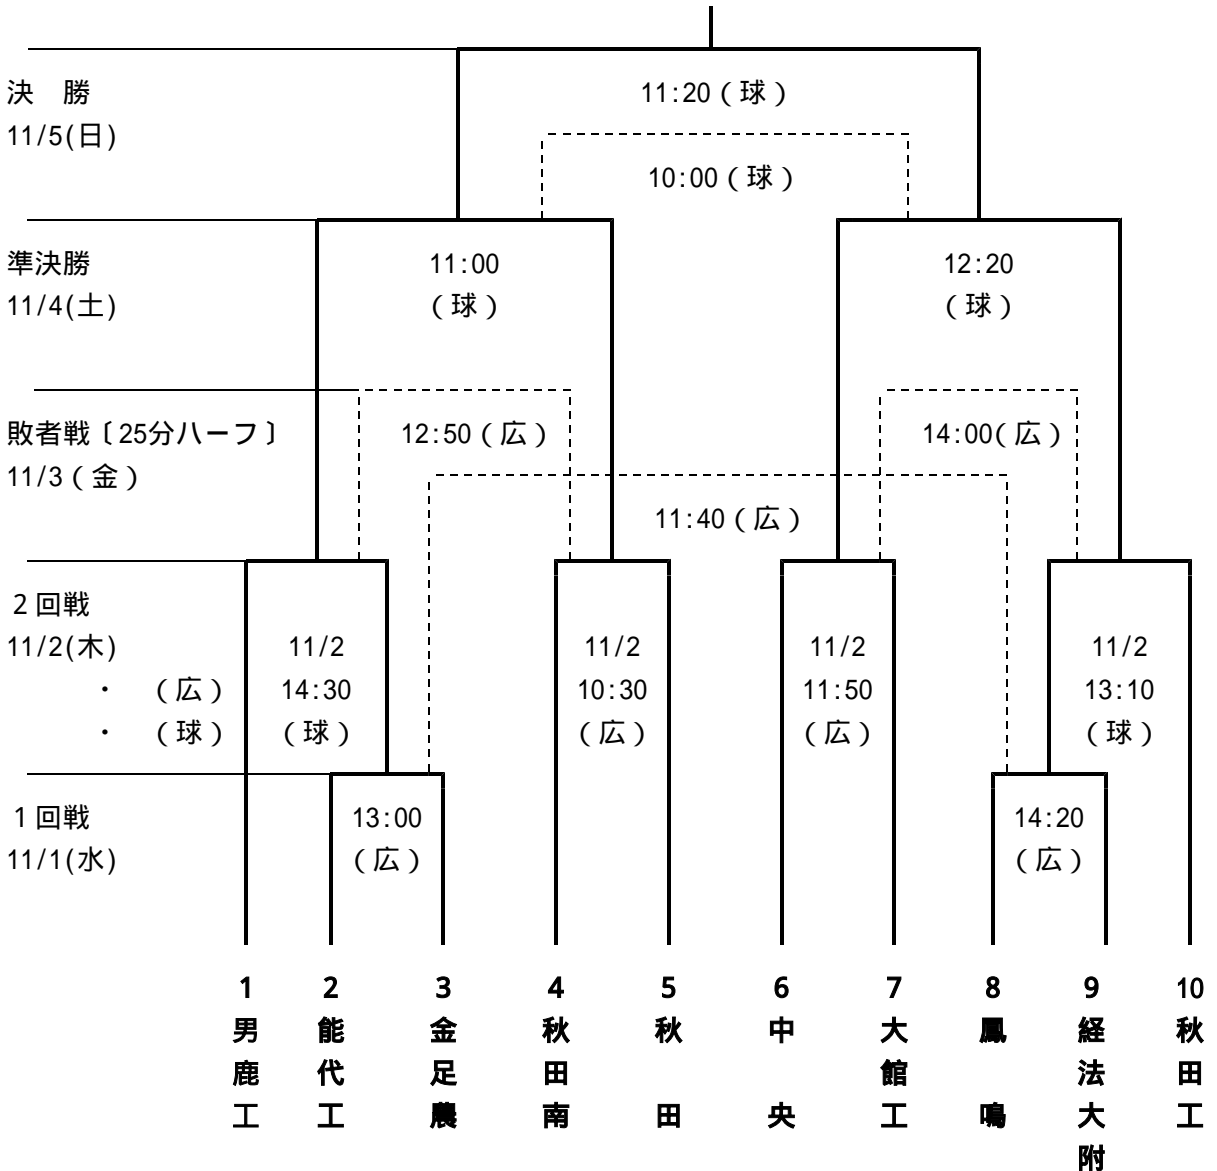 決　勝
11/5(日)
11:20（球）
10:00（球）
準決勝
11/4(土)
11:00
（球）
12:20
（球）
敗者戦〔25分ハーフ〕
11/3（金）
12:50（広）
14:00(広）
11:40（広）
２回戦
11/2(木)
・　（広）
・　（球）
11/2
14:30
（球）
11/2
10:30
（広）
11/2
11:50
（広）
11/2
13:10
（球）
１回戦
11/1(水)
13:00
（広）
14:20
（広）
1 2 3 4 5 6 7 8 9 10
男鹿工
能代工
金足農
秋田南
秋　田
中　央
大館工
鳳　鳴
経法大附
秋田工